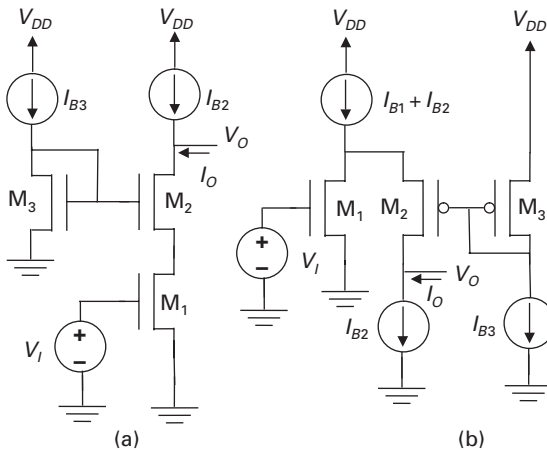 V_DD
V_DD
I_B3
I_B2
V_O
I_O
M_3
M_2
M_1
V_I
+
−
(a)
V_DD
V_DD
I_B1 + I_B2
M_1
M_2
M_3
+
−
V_I
V_O
I_O
I_B2
I_B3
(b)